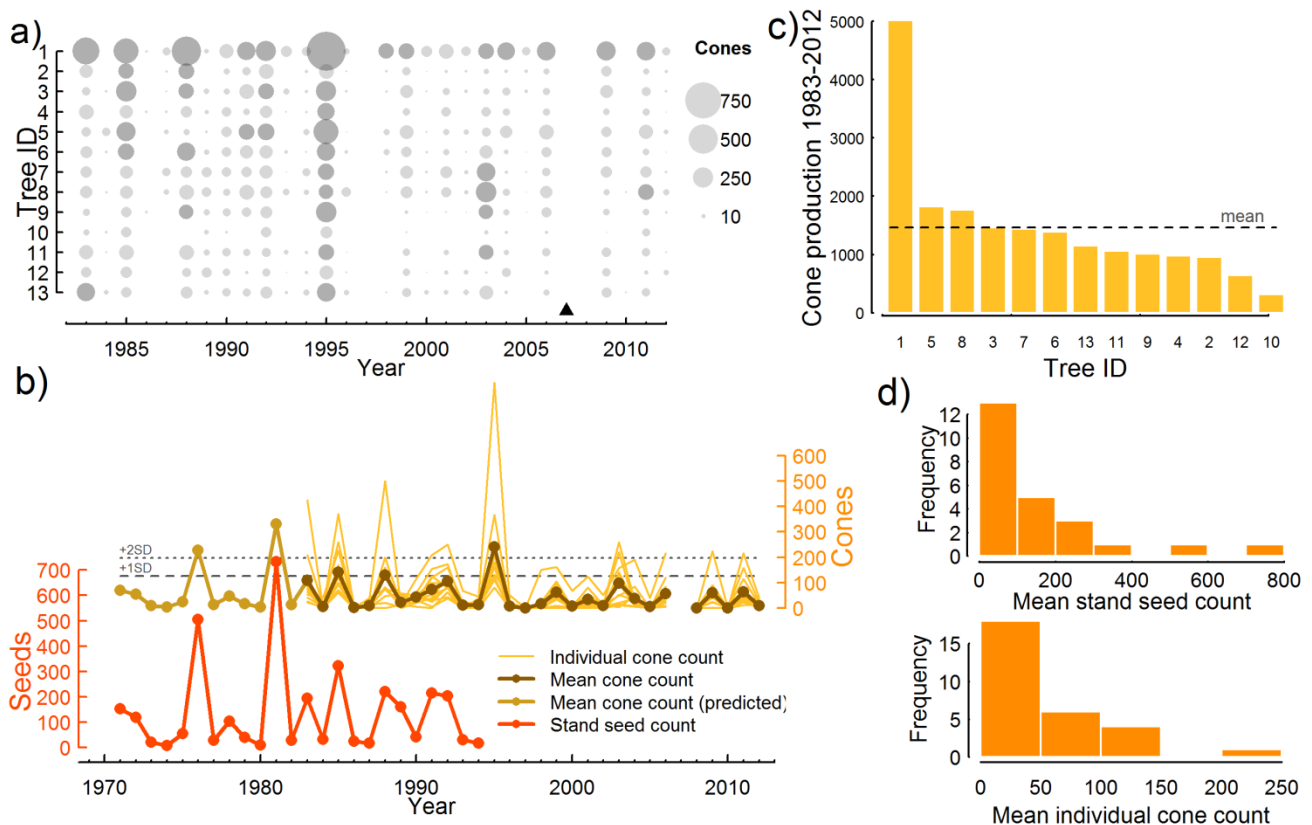 a)
Tree ID
1
2
3
4
5
6
7
8
9
10
11
12
13
1985 1990 1995 2000 2005 2010
Year
Cones
750
500
250
10
c)
Cone production 1983-2012
5000
4000
3000
2000
1000
0
mean
1 5 8 3 7 6 13 11 9 4 2 12 10
Tree ID
b)
Seeds
700
600
500
400
300
200
100
0
+2SD
+1SD
Cones
600
500
400
300
200
100
0
Individual cone count
Mean cone count
Mean cone count (predicted)
Stand seed count
1970 1980 1990 2000 2010
Year
d)
Frequency
12
10
8
6
4
2
0
0 200 400 600 800
Mean stand seed count
Frequency
15
10
5
0
0 50 100 150 200 250
Mean individual cone count